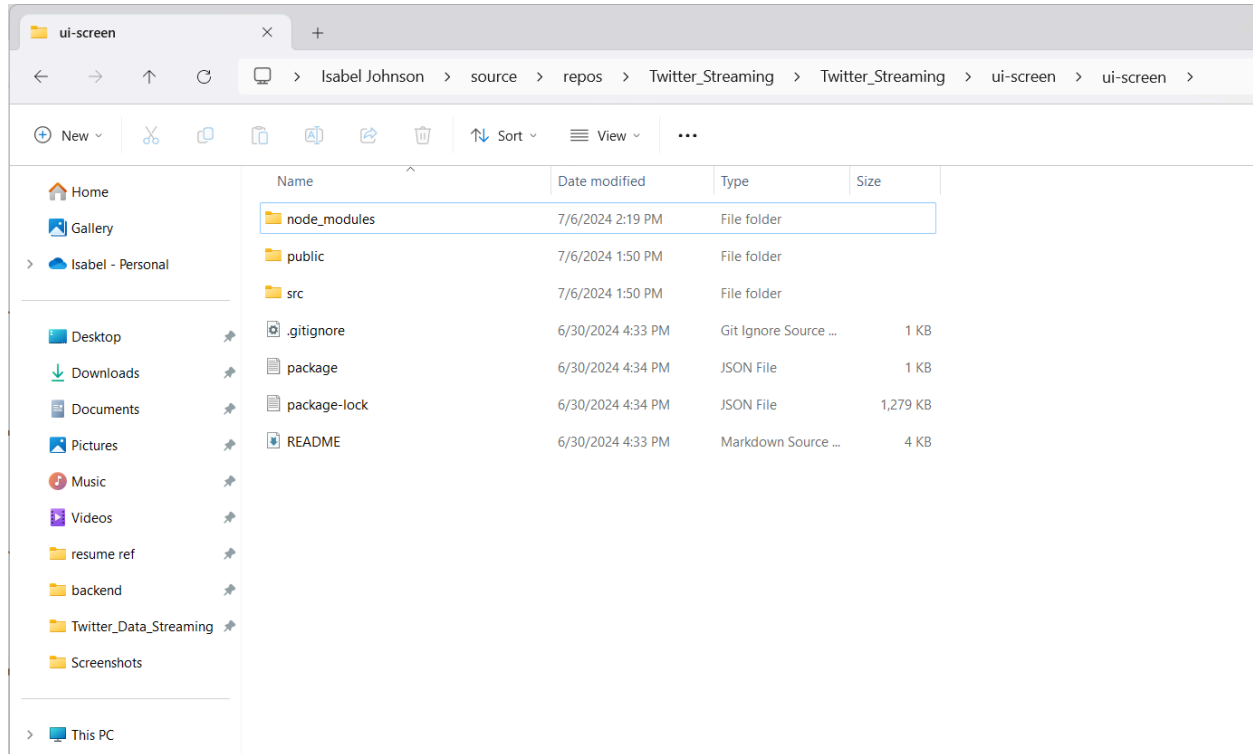 ui-screen
Isabel Johnson > source > repos > Twitter_Streaming > Twitter_Streaming > ui-screen > ui-screen >
New Sort View
Name Date modified Type Size
Home
Gallery
Isabel - Personal
Desktop
Downloads
Documents
Pictures
Music
Videos
resume ref
backend
Twitter_Data_Streaming
Screenshots
This PC
node_modules 7/6/2024 2:19 PM File folder
public 7/6/2024 1:50 PM File folder
src 7/6/2024 1:50 PM File folder
.gitignore 6/30/2024 4:33 PM Git Ignore Source ... 1 KB
package 6/30/2024 4:34 PM JSON File 1 KB
package-lock 6/30/2024 4:34 PM JSON File 1,279 KB
README 6/30/2024 4:33 PM Markdown Source ... 4 KB